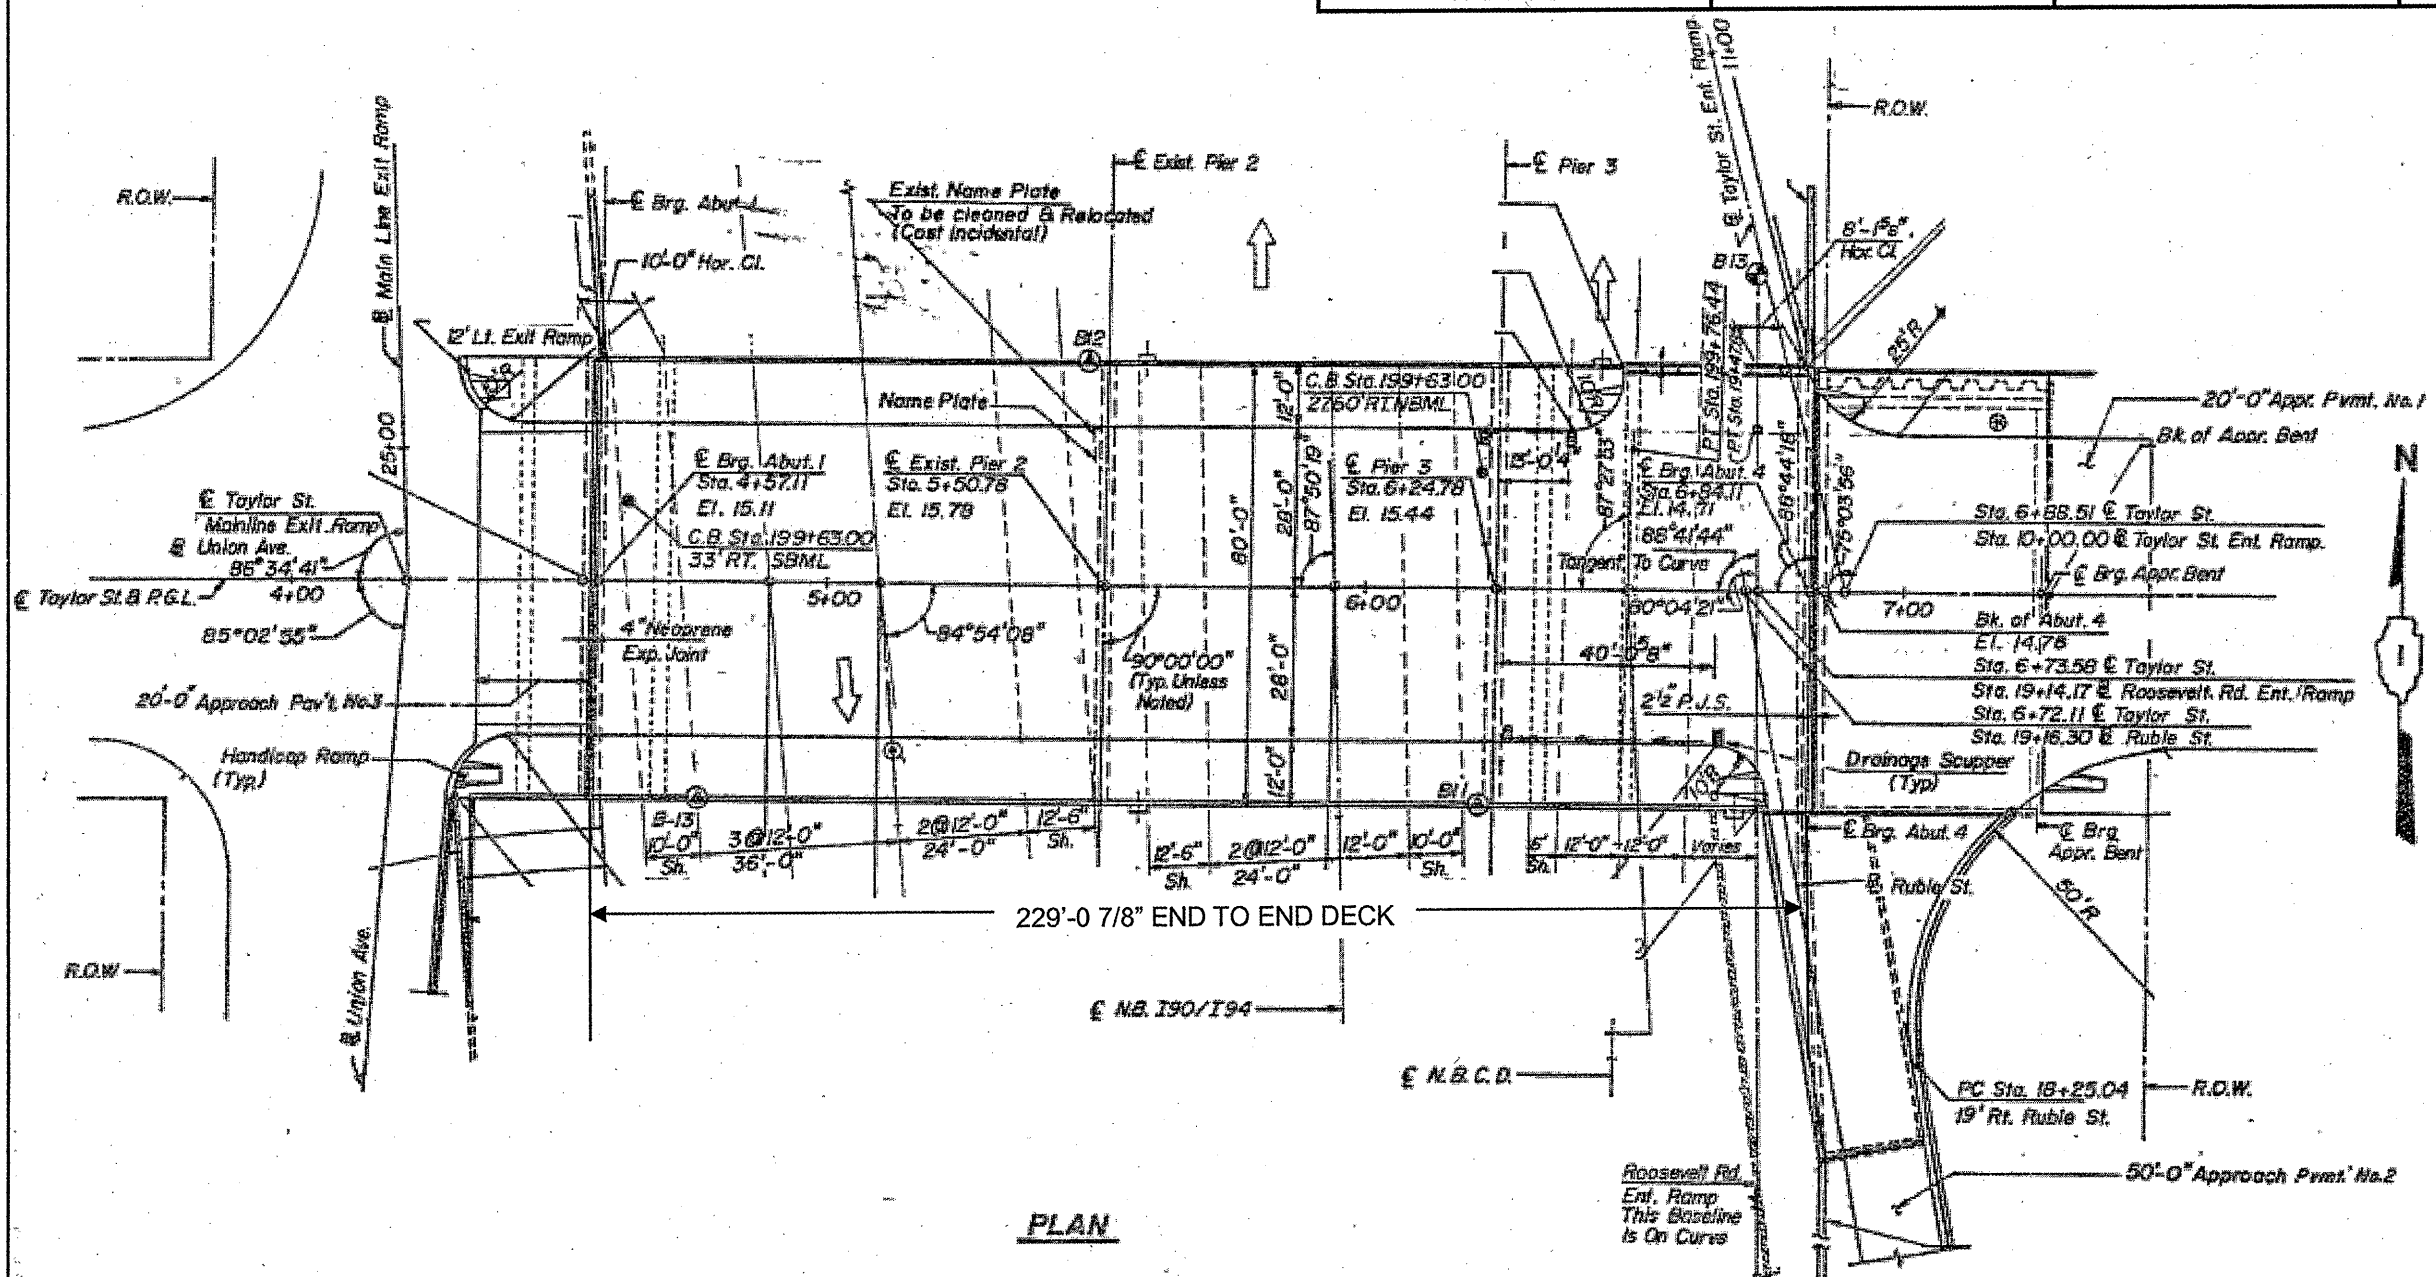 ℄ Exist. Pier 2
℄ Pier 3
Ⓑ Taylor St. Ent. Ramp
11+00
R.O.W.
R.O.W.
Ⓑ Main Line Exit Ramp
℄ Brg. Abut. 1
Exist. Name Plate
To be cleaned & Relocated
(Cost Incidental)
10'-0" Hor. Cl.
B13
8'-1⅝"
Hor. Cl.
12' Lt. Exit Ramp
B12
25'R
C.B. Sta. 199+63.00
27.60' RT. NBML
PT Sta. 199+76.44
Name Plate
12'-0"
20'-0" Appr. Pvmt. No. 1
Bk. of Appr. Bent
N
25+00
℄ Brg. Abut. 1
Sta. 4+57.11
El. 15.11
℄ Exist. Pier 2
Sta. 5+50.78
El. 15.78
28'-0"
87°50'19"
℄ Pier 3
Sta. 6+24.78
El. 15.44
13'-0¼"
87°27'53"
℄ Brg. Abut. 4
Sta. 6+84.11
El. 14.71
86°44'18"
75°03'56"
80'-0"
℄ Taylor St.
Mainline Exit Ramp
Ⓑ Union Ave.
86°34'41"
C.B. Sta. 199+63.00
33' RT. SBML
88°41'44"
Tangent To Curve
Sta. 6+88.51 ℄ Taylor St.
Sta. 10+00.00 Ⓑ Taylor St. Ent. Ramp.
℄ Brg. Appr. Bent
℄ Taylor St. & P.G.L.
4+00
5+00
6+00
7+00
85°02'55"
4" Neoprene
Exp. Joint
84°54'08"
90°00'00"
(Typ. Unless
Noted)
28'-0"
80°04'21"
40'-0⅝"
Bk. of Abut. 4
El. 14.76
Sta. 6+73.58 ℄ Taylor St.
Sta. 19+14.17 Ⓑ Roosevelt Rd. Ent. Ramp
Sta. 6+72.11 ℄ Taylor St.
Sta. 19+16.30 Ⓑ Ruble St.
20'-0" Approach Pav't. No.3
2½" P.J.S.
Handicap Ramp
(Typ.)
12'-0"
10'R
Drainage Scupper
(Typ)
B11
B-13
10'-0"
Sh.
3@12'-0"
36'-0"
2@12'-0"
24'-0"
12'-6"
Sh.
12'-6"
Sh.
2@12'-0"
24'-0"
12'-0"
10'-0"
Sh.
6'
Sh.
12'-0"
12'-0"
Varies
℄ Brg. Abut. 4
℄ Brg.
Appr. Bent
Ⓑ Ruble St.
50'R
229'-0 7/8" END TO END DECK
R.O.W
Ⓑ Union Ave.
℄ N.B. I90/I94
℄ N.B.C.D.
PC Sta. 18+25.04
19' Rt. Ruble St.
R.O.W.
Roosevelt Rd.
Ent. Ramp
This Baseline
Is On Curve
50'-0" Approach Pvmt. No.2
PLAN